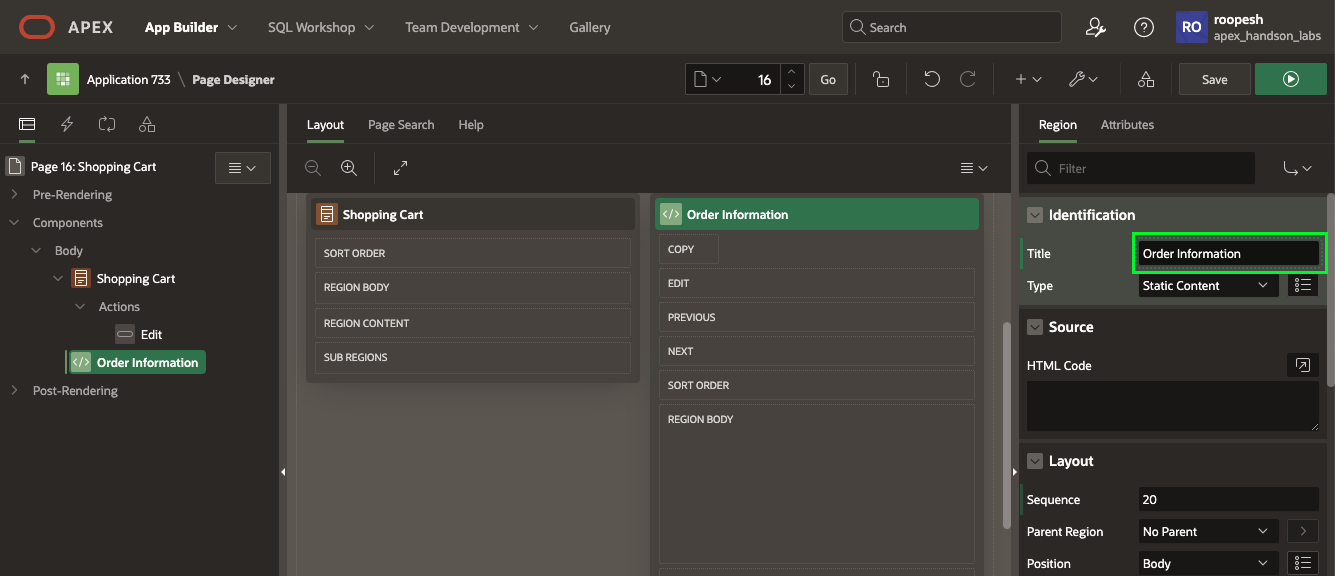 APEX App Builder SQL Workshop Team Development Gallery Search RO roopesh
apex_handson_labs
Application 733 \ Page Designer 16 Go Save
Layout Page Search Help
Region Attributes
Page 16: Shopping Cart
Pre-Rendering
Components
Body
Shopping Cart
Actions
Edit
Order Information
Post-Rendering
Shopping Cart
SORT ORDER
REGION BODY
REGION CONTENT
SUB REGIONS
Order Information
COPY
EDIT
PREVIOUS
NEXT
SORT ORDER
REGION BODY
Filter
Identification
Title Order Information
Type Static Content
Source
HTML Code
Layout
Sequence 20
Parent Region No Parent
Position Body